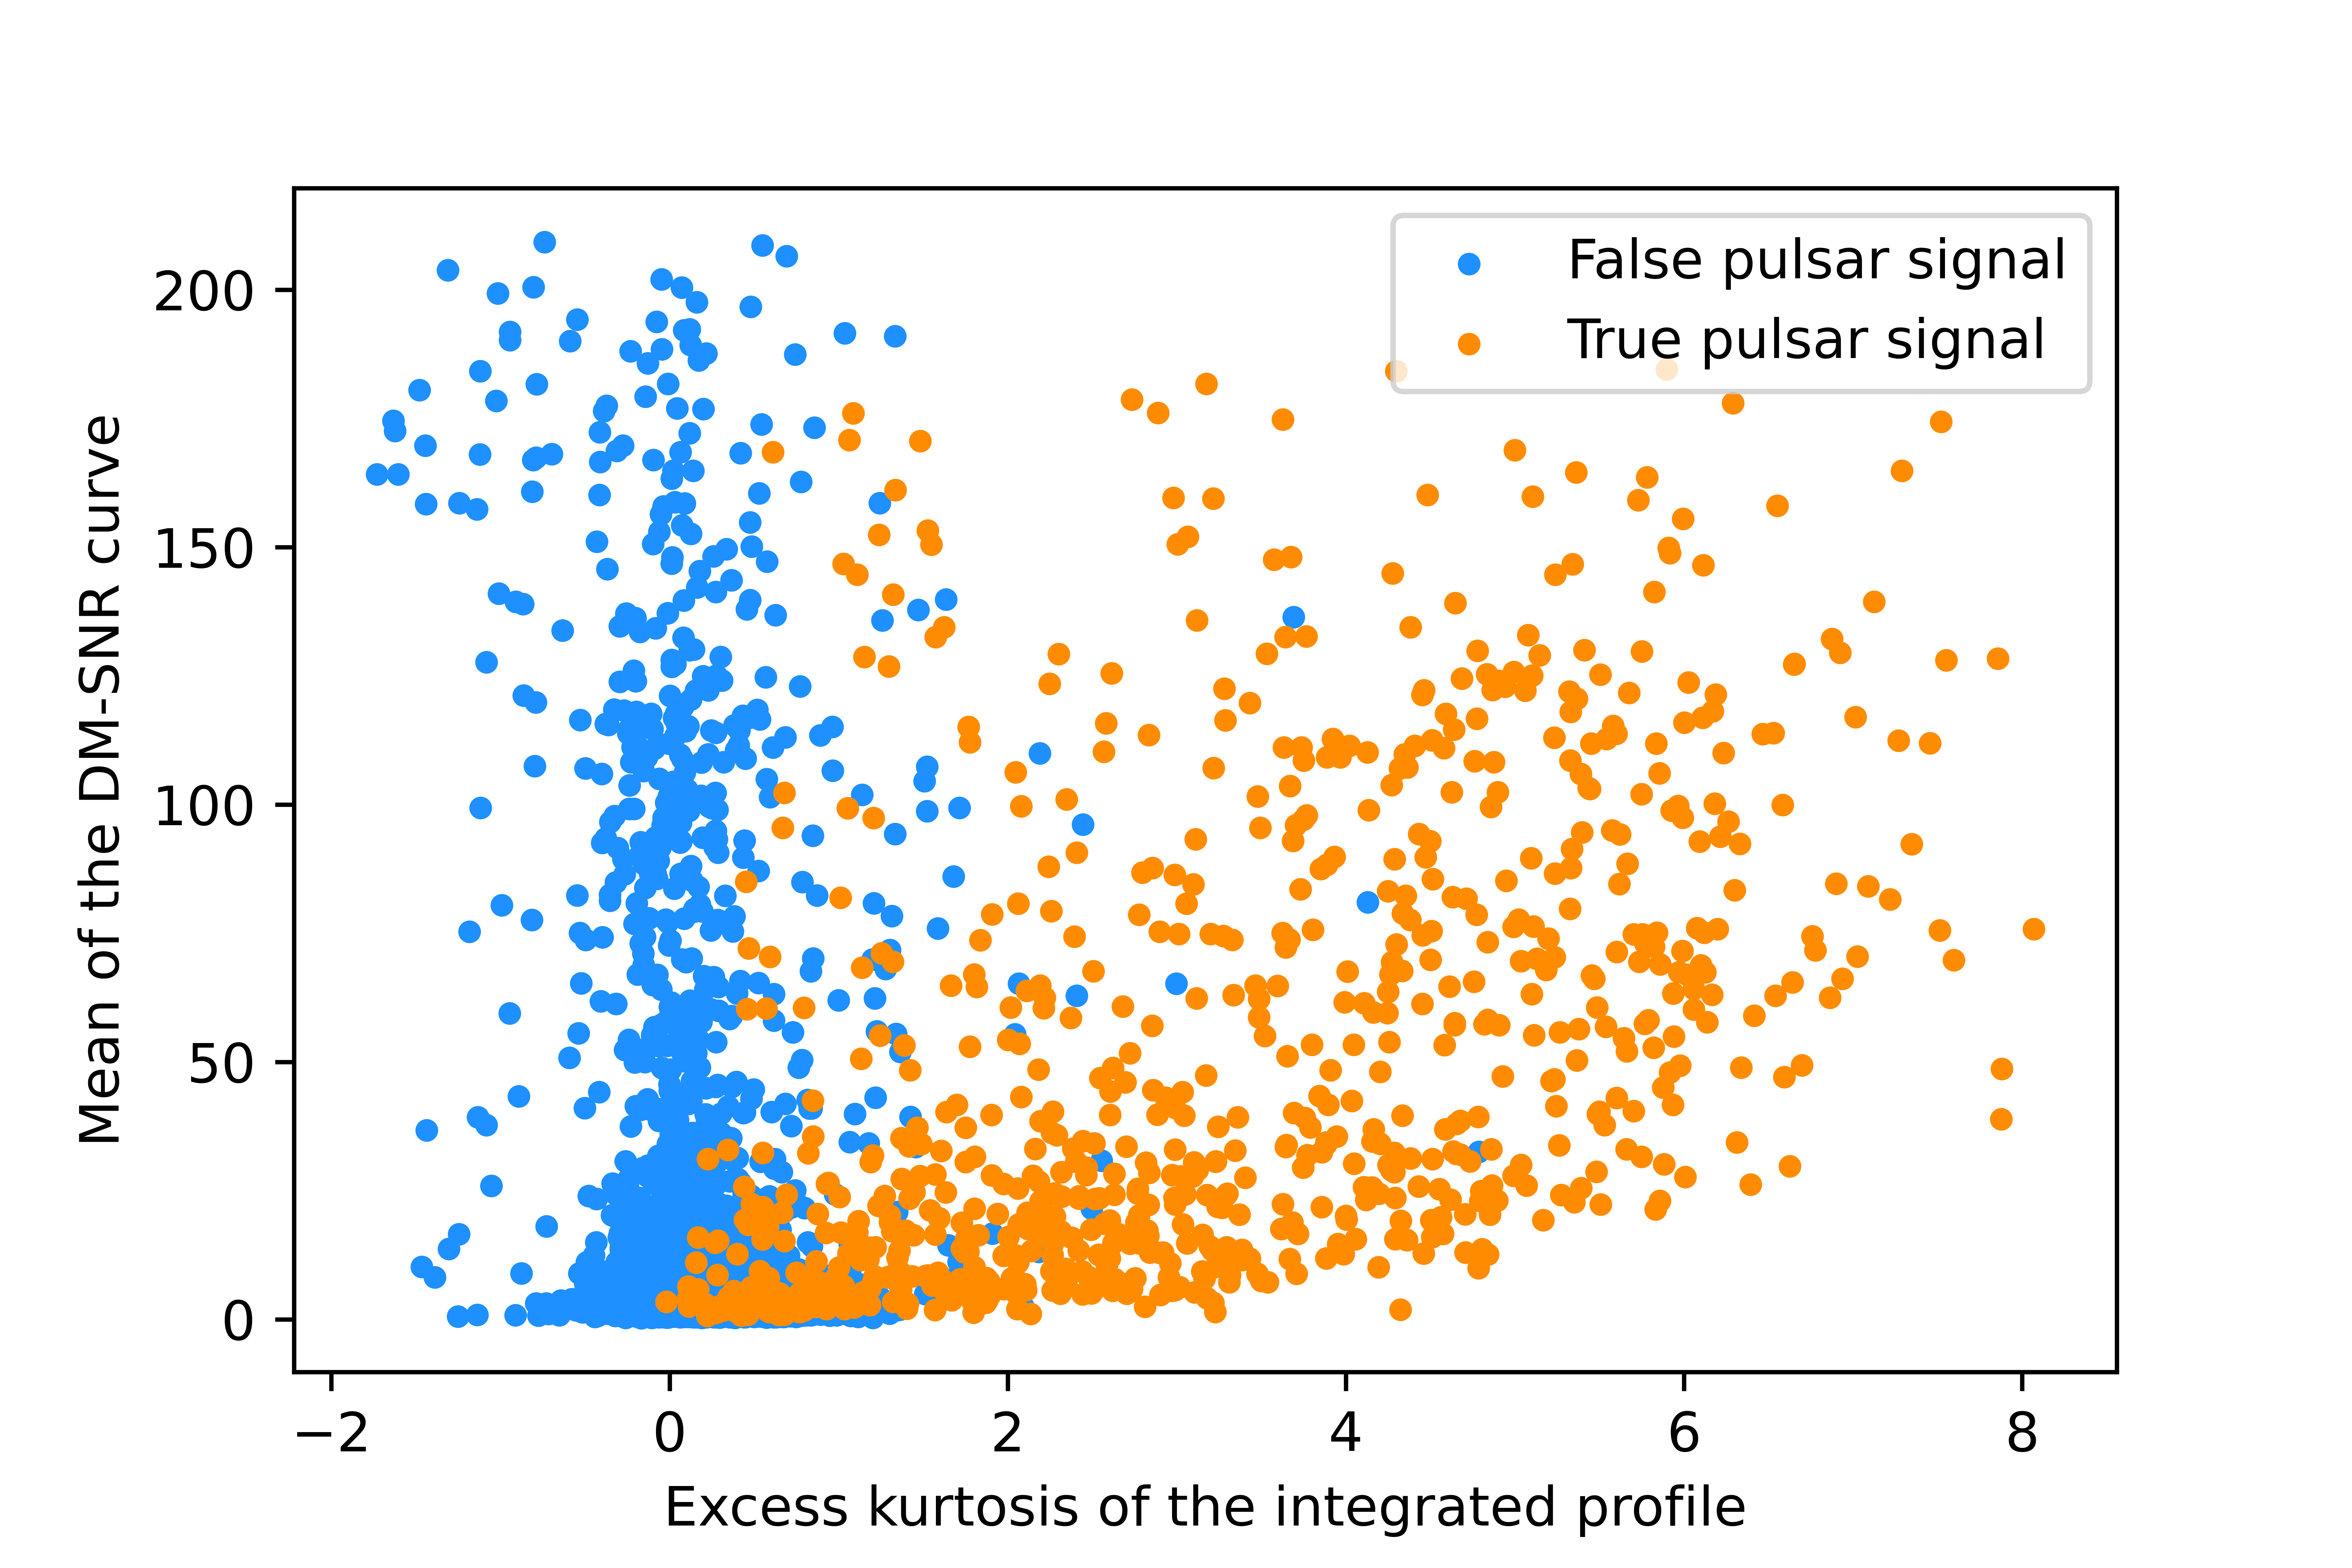 False pulsar signal
True pulsar signal
200
150
100
50
0
Mean of the DM-SNR curve
−2 0 2 4 6 8
Excess kurtosis of the integrated profile